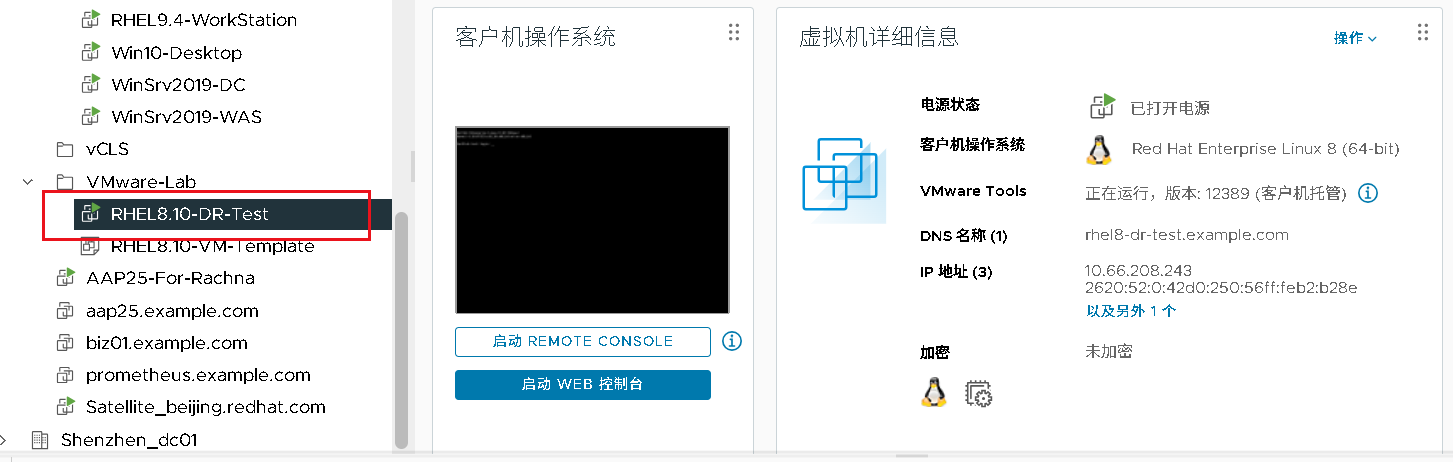 RHEL9.4-WorkStation
Win10-Desktop
WinSrv2019-DC
WinSrv2019-WAS
vCLS
VMware-Lab
RHEL8.10-DR-Test
RHEL8.10-VM-Template
AAP25-For-Rachna
aap25.example.com
biz01.example.com
prometheus.example.com
Satellite_beijing.redhat.com
Shenzhen_dc01
客户机操作系统
启动 REMOTE CONSOLE
启动 WEB 控制台
虚拟机详细信息
操作
电源状态 已打开电源
客户机操作系统 Red Hat Enterprise Linux 8 (64-bit)
VMware Tools 正在运行，版本: 12389 (客户机托管)
DNS 名称 (1) rhel8-dr-test.example.com
IP 地址 (3) 10.66.208.243
2620:52:0:42d0:250:56ff:feb2:b28e
以及另外 1 个
加密 未加密